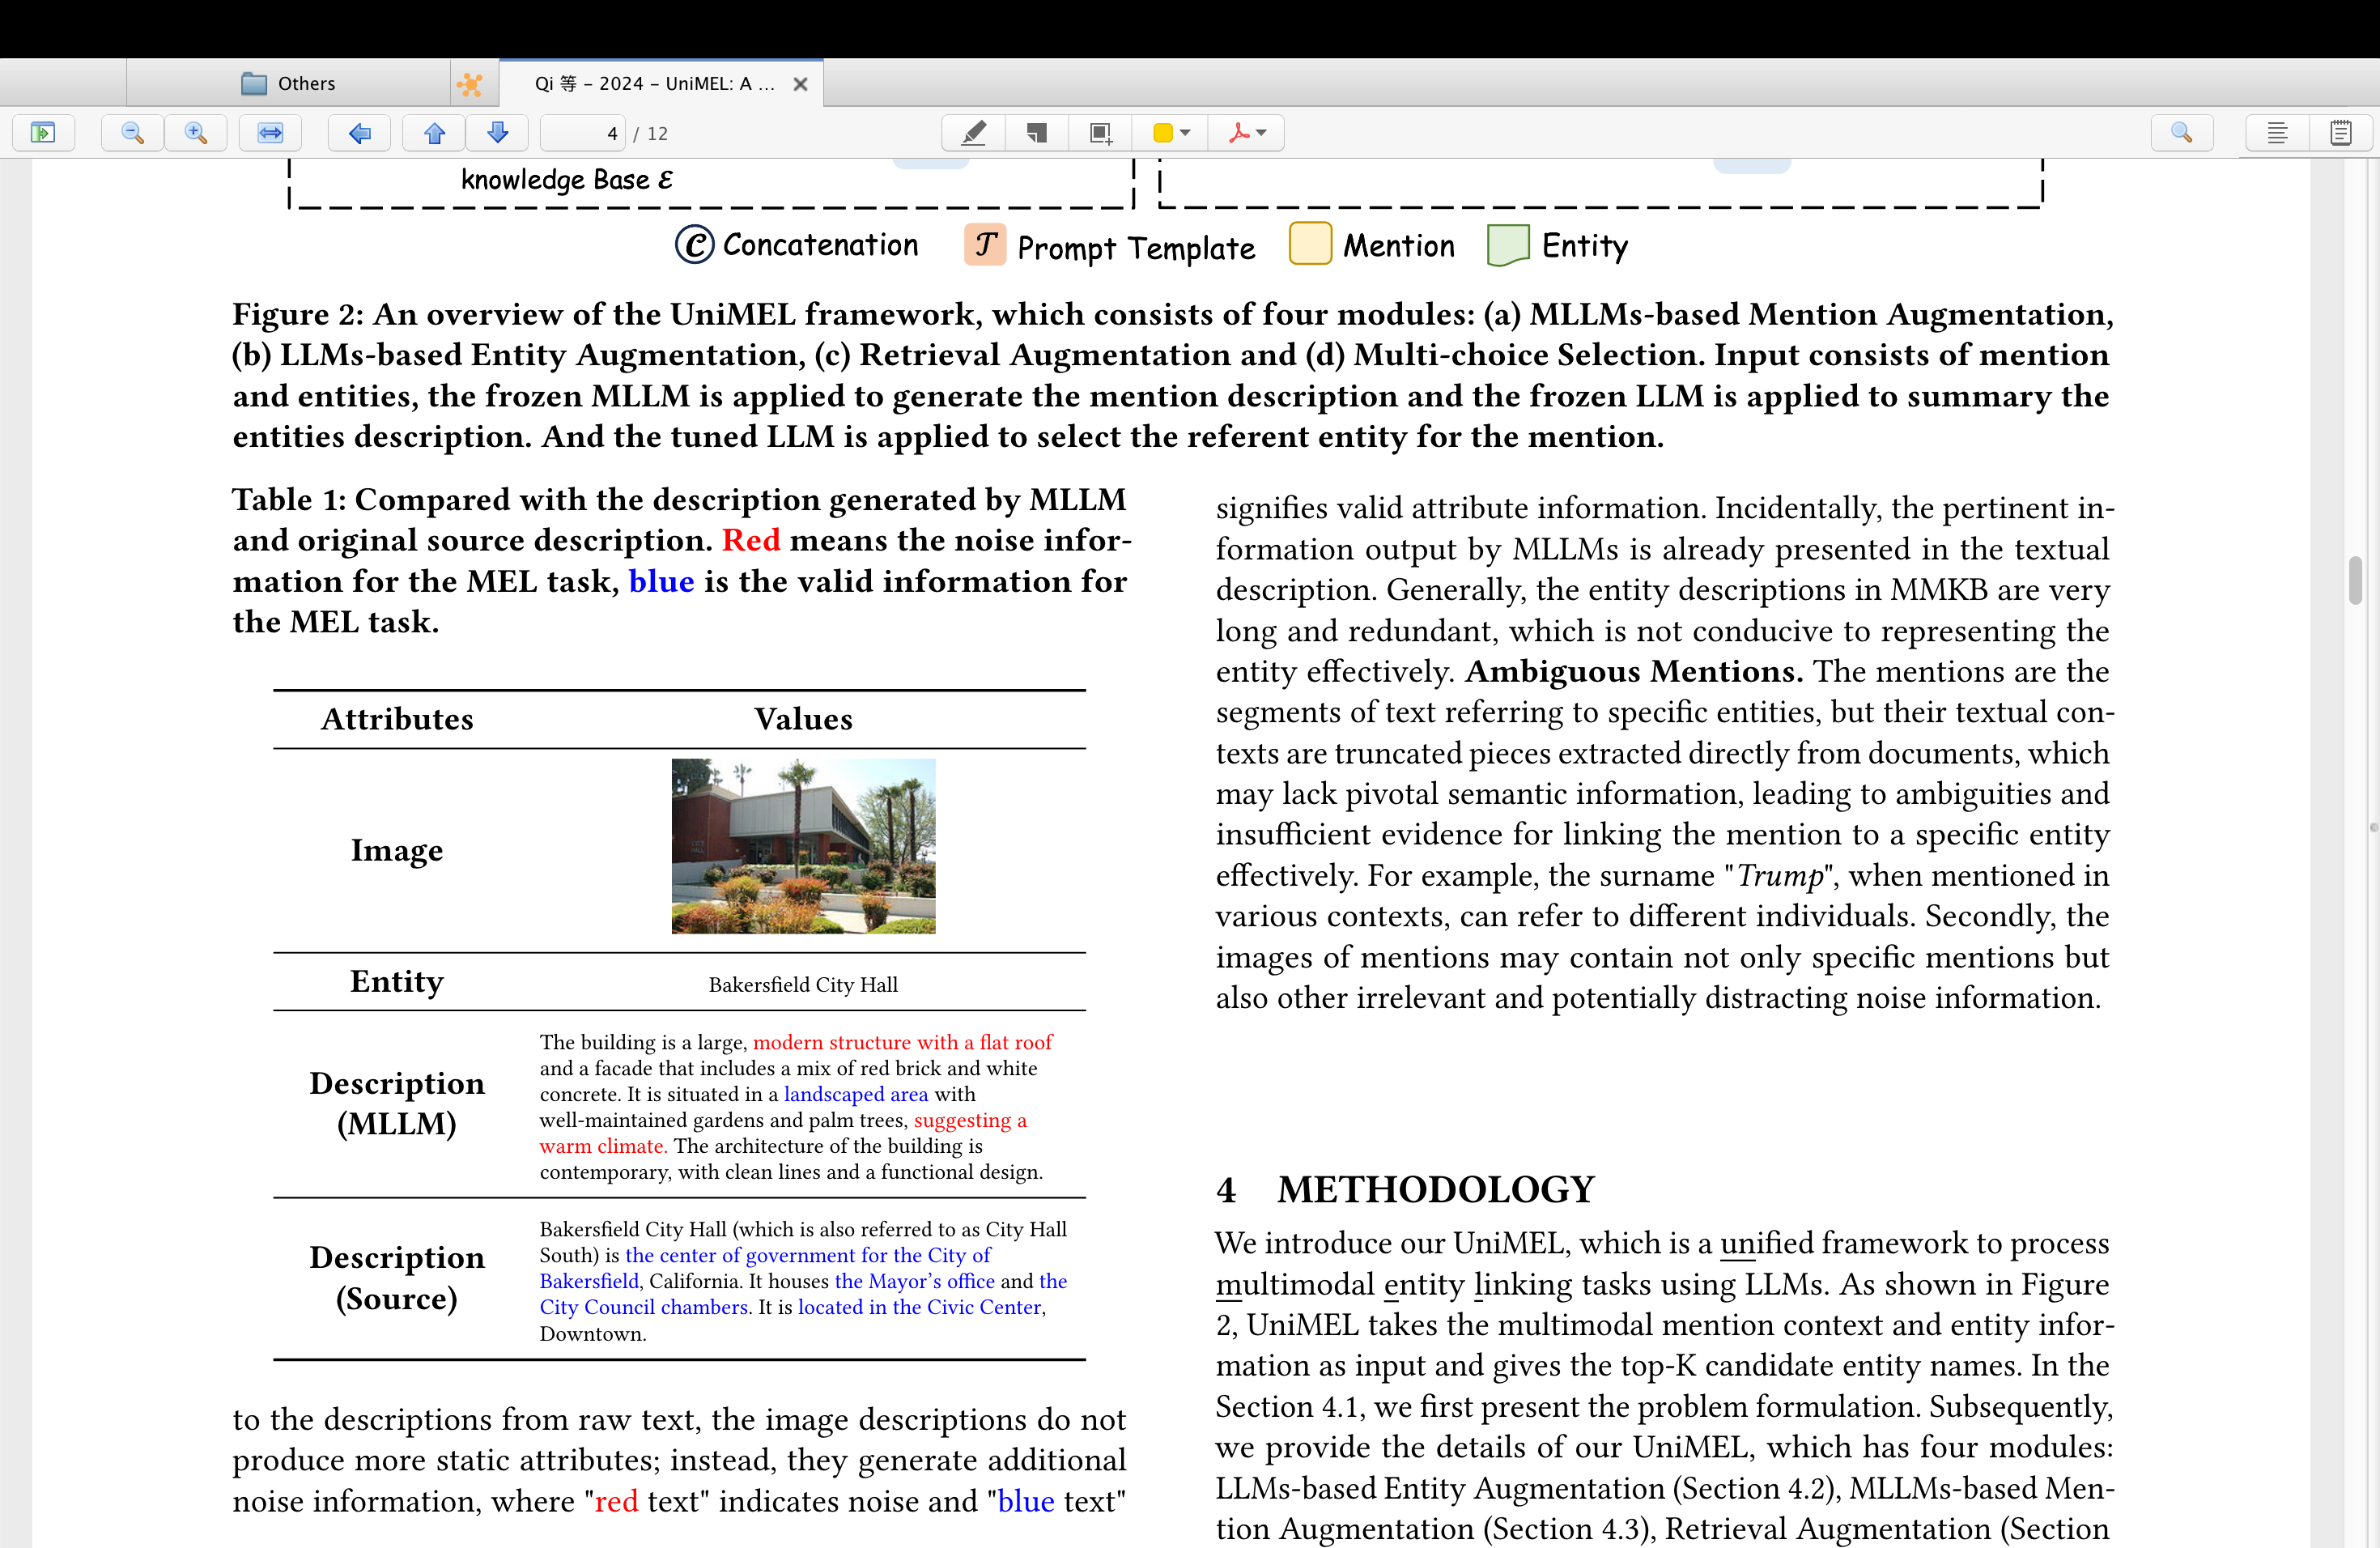 Others
Qi 等 – 2024 – UniMEL: A ...
4 / 12
knowledge Base ℰ
𝒞 Concatenation 𝒯 Prompt Template Mention Entity
Figure 2: An overview of the UniMEL framework, which consists of four modules: (a) MLLMs-based Mention Augmentation,
(b) LLMs-based Entity Augmentation, (c) Retrieval Augmentation and (d) Multi-choice Selection. Input consists of mention
and entities, the frozen MLLM is applied to generate the mention description and the frozen LLM is applied to summary the
entities description. And the tuned LLM is applied to select the referent entity for the mention.
Table 1: Compared with the description generated by MLLM
and original source description. Red means the noise infor-
mation for the MEL task, blue is the valid information for
the MEL task.
Attributes Values
Image
CITY
HALL
Entity Bakersfield City Hall
Description
(MLLM)
The building is a large, modern structure with a flat roof
and a facade that includes a mix of red brick and white
concrete. It is situated in a landscaped area with
well-maintained gardens and palm trees, suggesting a
warm climate. The architecture of the building is
contemporary, with clean lines and a functional design.
Description
(Source)
Bakersfield City Hall (which is also referred to as City Hall
South) is the center of government for the City of
Bakersfield, California. It houses the Mayor's office and the
City Council chambers. It is located in the Civic Center,
Downtown.
to the descriptions from raw text, the image descriptions do not
produce more static attributes; instead, they generate additional
noise information, where "red text" indicates noise and "blue text"
signifies valid attribute information. Incidentally, the pertinent in-
formation output by MLLMs is already presented in the textual
description. Generally, the entity descriptions in MMKB are very
long and redundant, which is not conducive to representing the
entity effectively. Ambiguous Mentions. The mentions are the
segments of text referring to specific entities, but their textual con-
texts are truncated pieces extracted directly from documents, which
may lack pivotal semantic information, leading to ambiguities and
insufficient evidence for linking the mention to a specific entity
effectively. For example, the surname "Trump", when mentioned in
various contexts, can refer to different individuals. Secondly, the
images of mentions may contain not only specific mentions but
also other irrelevant and potentially distracting noise information.
4 METHODOLOGY
We introduce our UniMEL, which is a unified framework to process
multimodal entity linking tasks using LLMs. As shown in Figure
2, UniMEL takes the multimodal mention context and entity infor-
mation as input and gives the top-K candidate entity names. In the
Section 4.1, we first present the problem formulation. Subsequently,
we provide the details of our UniMEL, which has four modules:
LLMs-based Entity Augmentation (Section 4.2), MLLMs-based Men-
tion Augmentation (Section 4.3), Retrieval Augmentation (Section